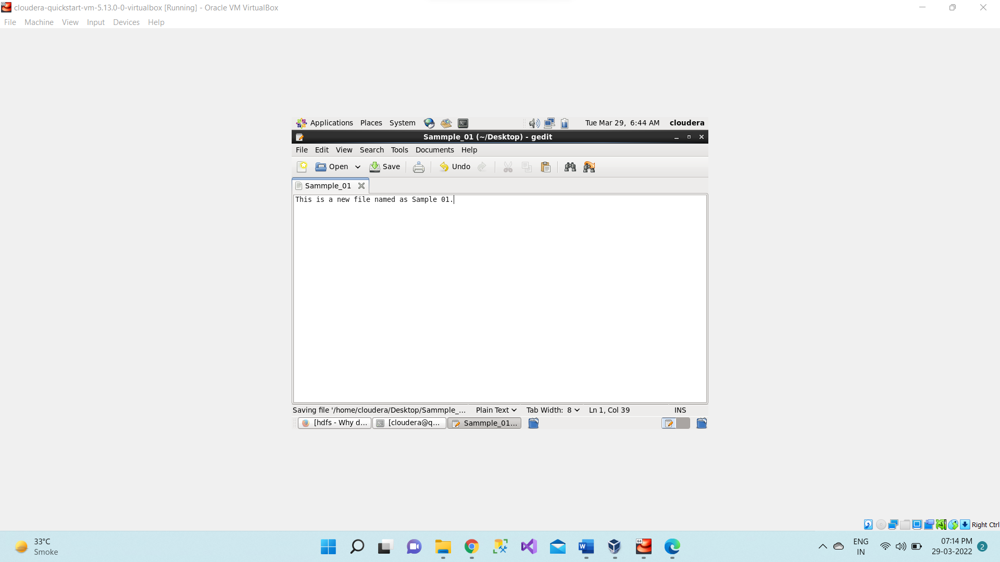 cloudera-quickstart-vm-5.13.0-0-virtualbox [Running] - Oracle VM VirtualBox
File Machine View Input Devices Help
Applications Places System Tue Mar 29, 6:44 AM cloudera
Sammple_01 (~/Desktop) - gedit
File Edit View Search Tools Documents Help
Open Save Undo
Sammple_01
This is a new file named as Sample 01.
Saving file '/home/cloudera/Desktop/Sammple_... Plain Text Tab Width: 8 Ln 1, Col 39 INS
[hdfs - Why d... [cloudera@q... Sammple_01...
Right Ctrl
33°C
Smoke
64
ENG
IN
07:14 PM
29-03-2022
2